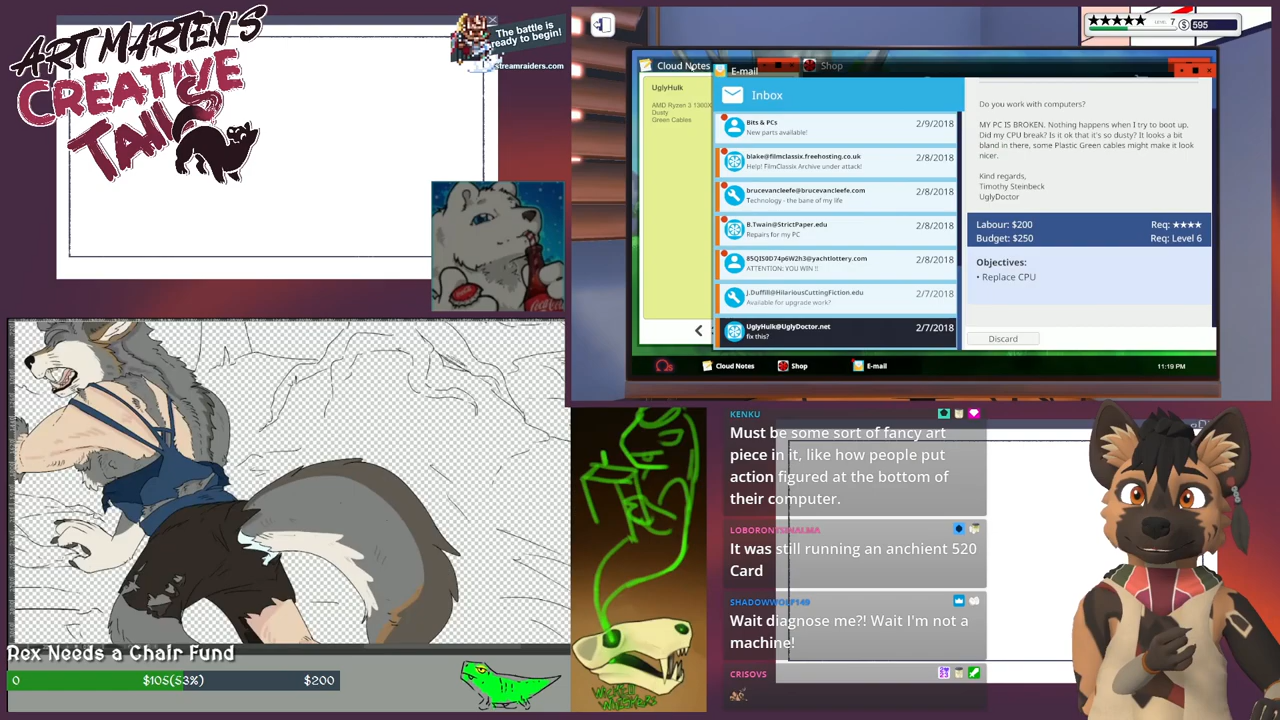 ART MARTEN'S
CREATIVE
TAILS
The battle is
ready to begin!
streamraiders.com
LEVEL: 7
$ 595
Cloud Notes
E-mail
Shop
UglyHulk
AMD Ryzen 3 1300X
Dusty
Green Cables
Inbox
Bits & PCs
New parts available!
2/9/2018
blake@filmclassix.freehosting.co.uk
Help! FilmClassix Archive under attack!
2/8/2018
brucevancleefe@brucevancleefe.com
Technology - the bane of my life
2/8/2018
B.Twain@StrictPaper.edu
Repairs for my PC
2/8/2018
85QIS0D74p6W2h3@yachtlottery.com
ATTENTION: YOU WIN !!
2/8/2018
J.Duffill@HilariousCuttingFiction.edu
Available for upgrade work?
2/7/2018
UglyHulk@UglyDoctor.net
fix this?
2/7/2018
Do you work with computers?
MY PC IS BROKEN. Nothing happens when I try to boot up.
Did my CPU break? Is it ok that it's so dusty? It looks a bit
bland in there, some Plastic Green cables might make it look
nicer.
Kind regards,
Timothy Steinbeck
UglyDoctor
Labour: $200
Req: ★★★★
Budget: $250
Req: Level 6
Objectives:
• Replace CPU
Discard
Cloud Notes
Shop
E-mail
11:19 PM
KENKU
Must be some sort of fancy art
piece in it, like how people put
action figured at the bottom of
their computer.
It was still running an anchient 520
Card
SHADOWWOLF149
Wait diagnose me?! Wait I'm not a
machine!
CRISOVS
Rex Needs a Chair Fund
0
$105(53%)
$200
WICKED